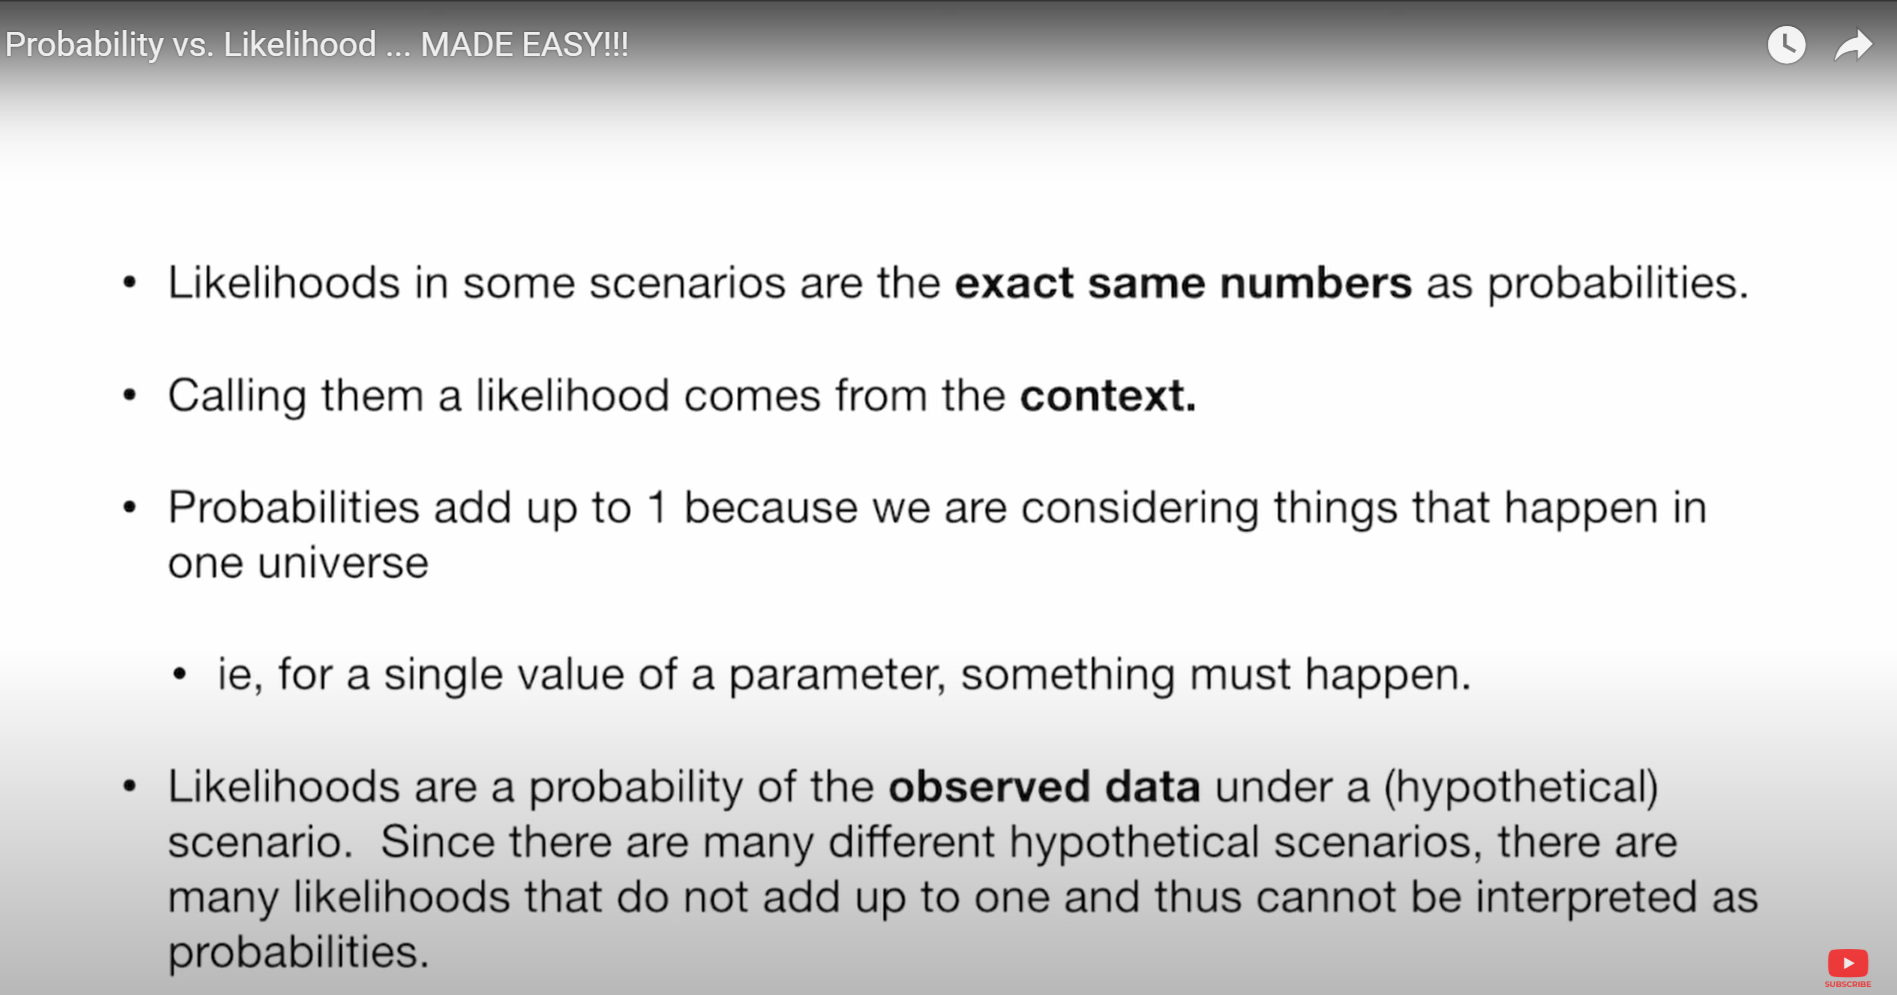 Probability vs. Likelihood ... MADE EASY!!!
• Likelihoods in some scenarios are the exact same numbers as probabilities.
• Calling them a likelihood comes from the context.
• Probabilities add up to 1 because we are considering things that happen in
one universe
• ie, for a single value of a parameter, something must happen.
• Likelihoods are a probability of the observed data under a (hypothetical)
scenario.  Since there are many different hypothetical scenarios, there are
many likelihoods that do not add up to one and thus cannot be interpreted as
probabilities.
SUBSCRIBE